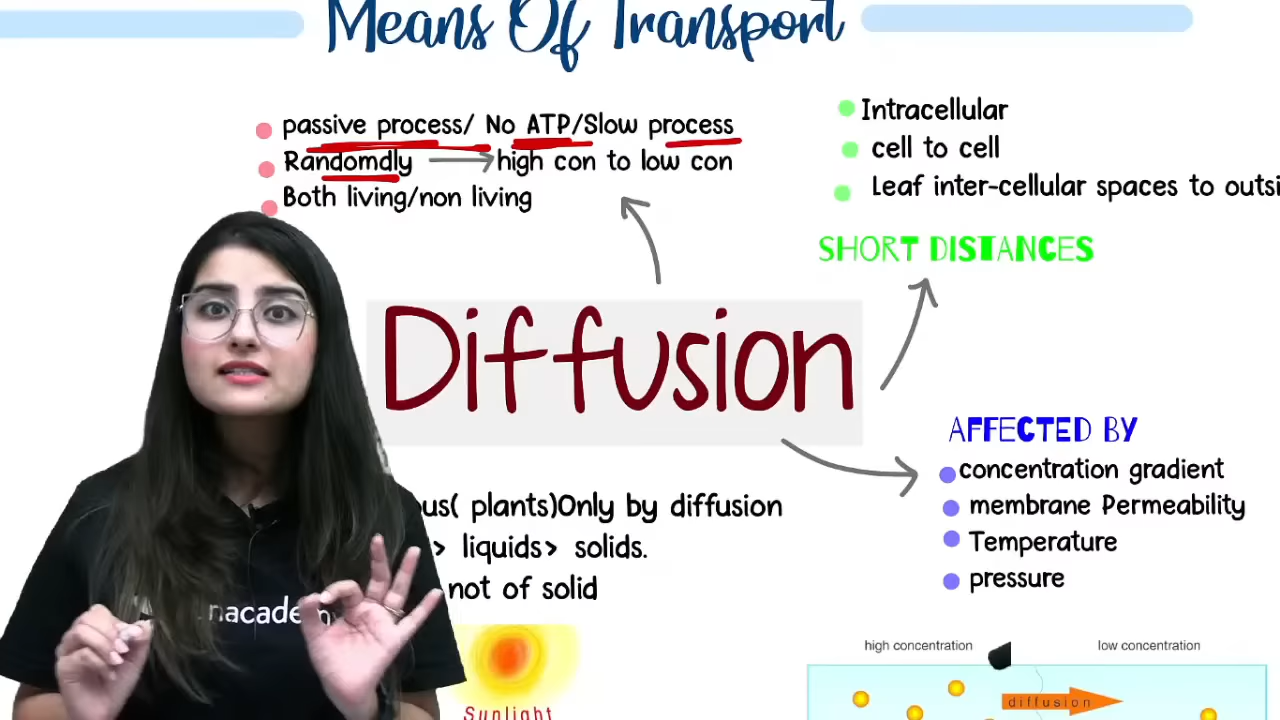 Means Of Transport
passive process/ No ATP/Slow process
Randomdly high con to low con
Both living/non living
Intracellular
cell to cell
Leaf inter-cellular spaces to outsi
SHORT DISTANCES
Diffusion
AFFECTED BY
concentration gradient
membrane Permeability
Temperature
pressure
ous( plants)Only by diffusion
> liquids> solids.
not of solid
nacadem
Sunlight
high concentration low concentration
diffusion